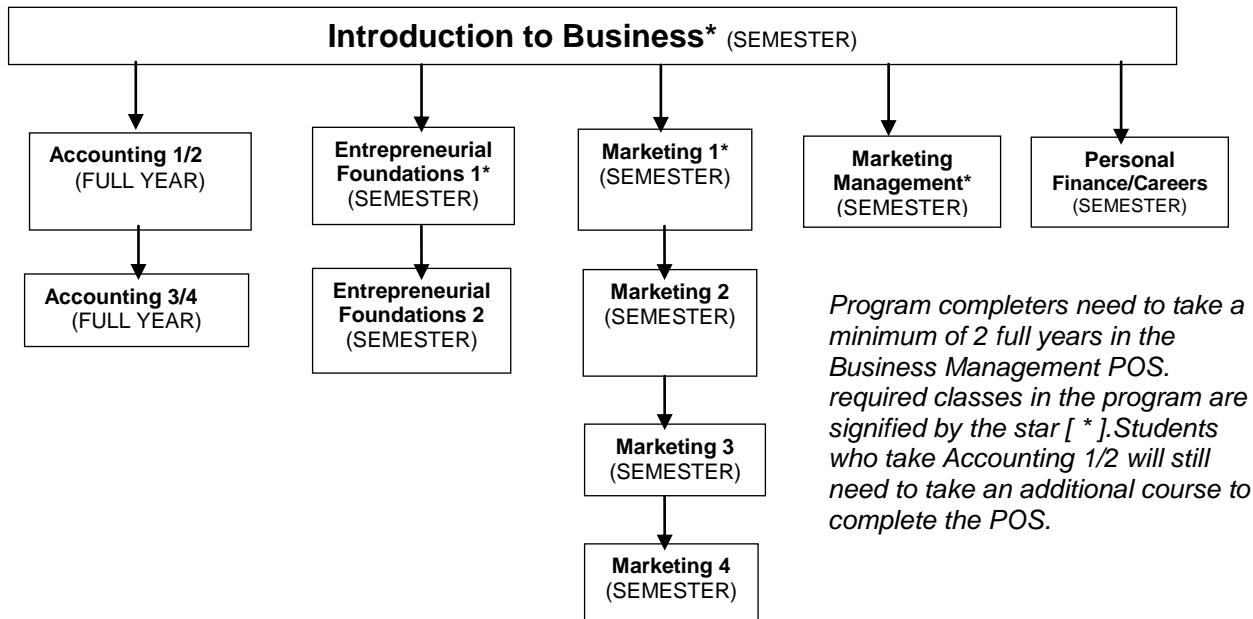 Introduction to Business* (SEMESTER)
Accounting 1/2
(FULL YEAR)
Entrepreneurial
Foundations 1*
(SEMESTER)
Marketing 1*
(SEMESTER)
Marketing
Management*
(SEMESTER)
Personal
Finance/Careers
(SEMESTER)
Accounting 3/4
(FULL YEAR)
Entrepreneurial
Foundations 2
(SEMESTER)
Marketing 2
(SEMESTER)
Marketing 3
(SEMESTER)
Marketing 4
(SEMESTER)
Program completers need to take a
minimum of 2 full years in the
Business Management POS.
required classes in the program are
signified by the star [ * ].Students
who take Accounting 1/2 will still
need to take an additional course to
complete the POS.